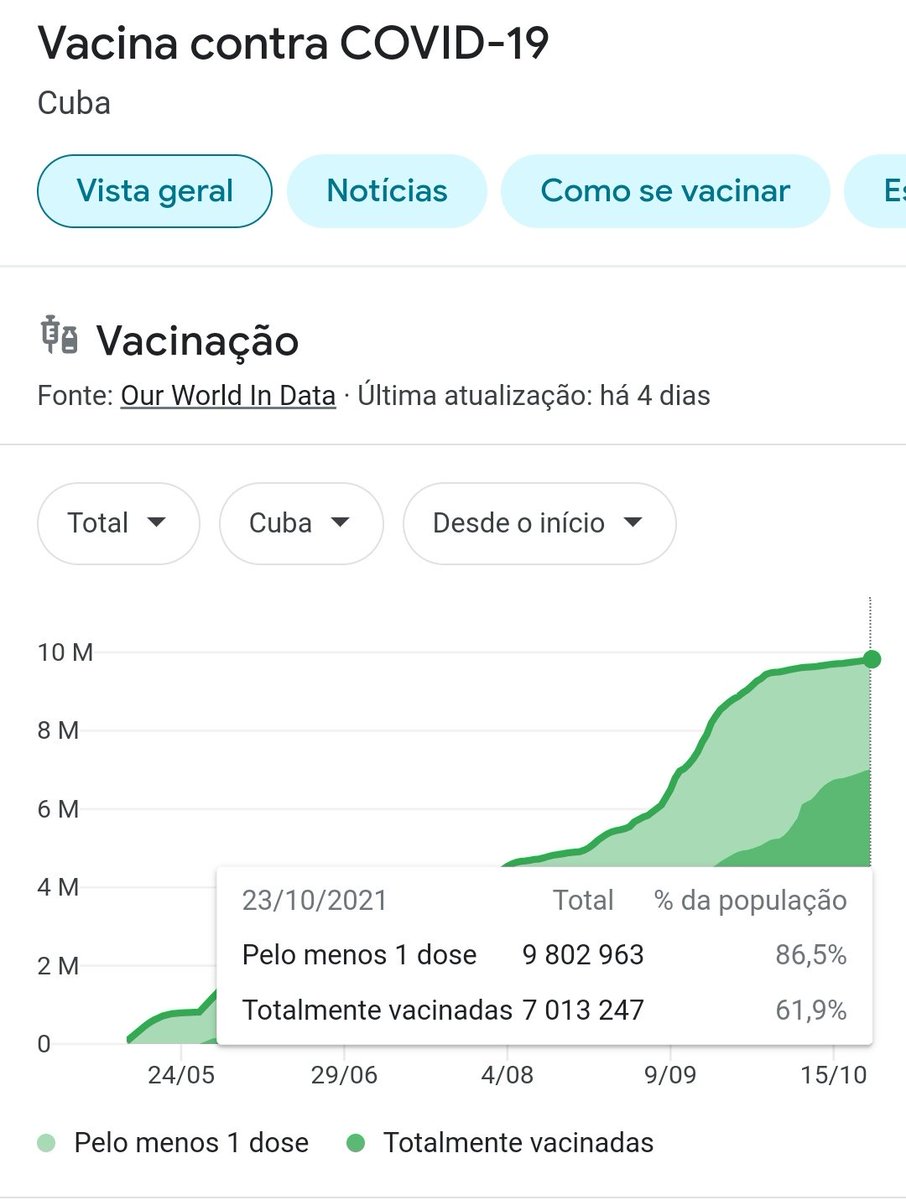 Vacina contra COVID-19
Cuba
Vista geral Notícias Como se vacinar Es
Vacinação
Fonte: Our World In Data · Última atualização: há 4 dias
Total Cuba Desde o início
10 M
8 M
6 M
4 M
2 M
0
23/10/2021 Total % da população
Pelo menos 1 dose 9 802 963 86,5%
Totalmente vacinadas 7 013 247 61,9%
24/05 29/06 4/08 9/09 15/10
Pelo menos 1 dose Totalmente vacinadas